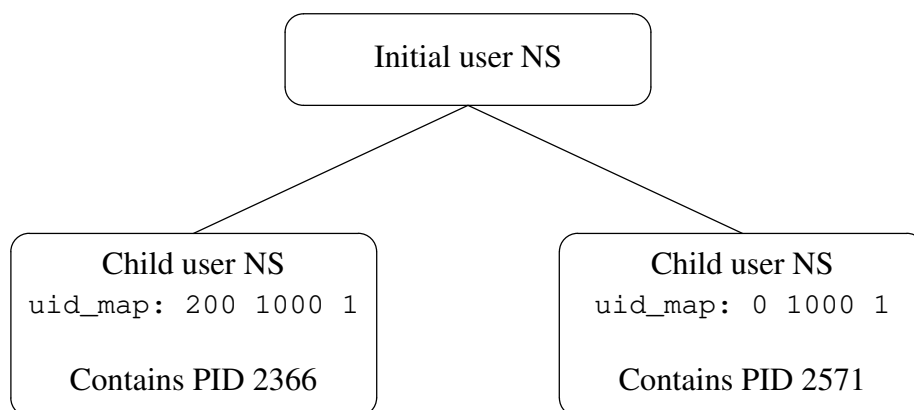 Initial user NS
Child user NS
uid_map: 200 1000 1
Contains PID 2366
Child user NS
uid_map: 0 1000 1
Contains PID 2571